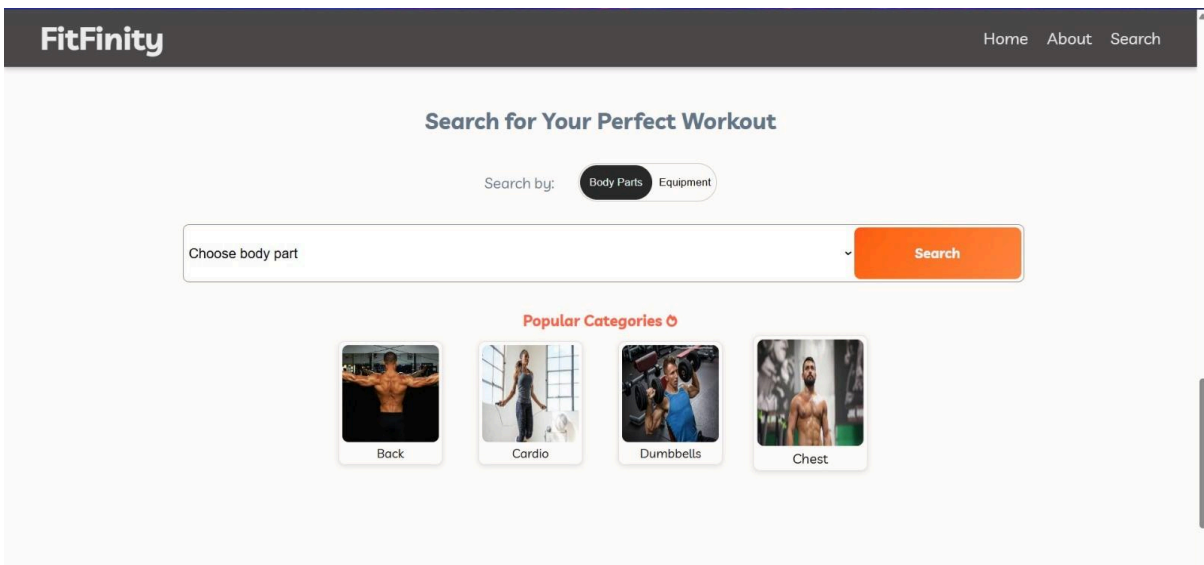 FitFinity
Home About Search
Search for Your Perfect Workout
Search by: Body Parts Equipment
Choose body part Search
Popular Categories
Back Cardio Dumbbells Chest